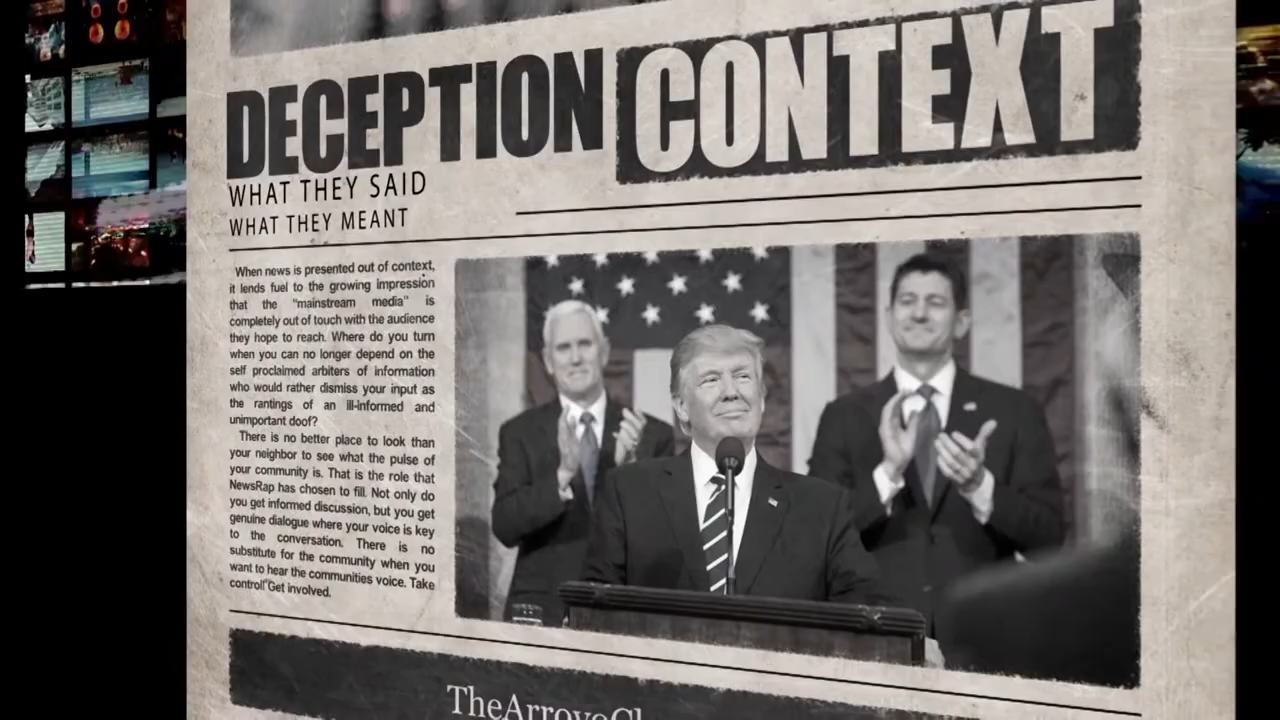 DECEPTION CONTEXT
WHAT THEY SAID
WHAT THEY MEANT
When news is presented out of context,
it lends fuel to the growing impression
that the "mainstream media" is
completely out of touch with the audience
they hope to reach. Where do you turn
when you can no longer depend on the
self proclaimed arbiters of information
who would rather dismiss your input as
the rantings of an ill-informed and
unimportant doof?
There is no better place to look than
your neighbor to see what the pulse of
your community is. That is the role that
NewsRap has chosen to fill. Not only do
you get informed discussion, but you get
genuine dialogue where your voice is key
to the conversation. There is no
substitute for the community when you
want to hear the communities voice. Take
control! Get involved.